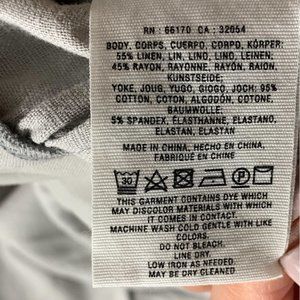 RN : 66170 CA : 32054
BODY, CORPS, CUERPO, CORPO, KÖRPER:
55% LINEN, LIN, LINO, LINO, LEINEN,
45% RAYON, RAYONNE, RAYON, RAION,
KUNSTSEIDE;
YOKE, JOUG, YUGO, GIOGO, JOCH: 95%
COTTON, COTON, ALGODÓN, COTONE,
BAUMWOLLE;
5% SPANDEX, ÉLASTHANNE, ELASTANO,
ELASTAN, ELASTÁN
MADE IN CHINA, HECHO EN CHINA,
FABRIQUÉ EN CHINE
30 P
THIS GARMENT CONTAINS DYE WHICH
MAY DISCOLOR MATERIALS WITH WHICH
IT COMES IN CONTACT.
MACHINE WASH COLD GENTLE WITH LIKE
COLORS.
DO NOT BLEACH.
LINE DRY.
LOW IRON AS NEEDED.
MAY BE DRY CLEANED.